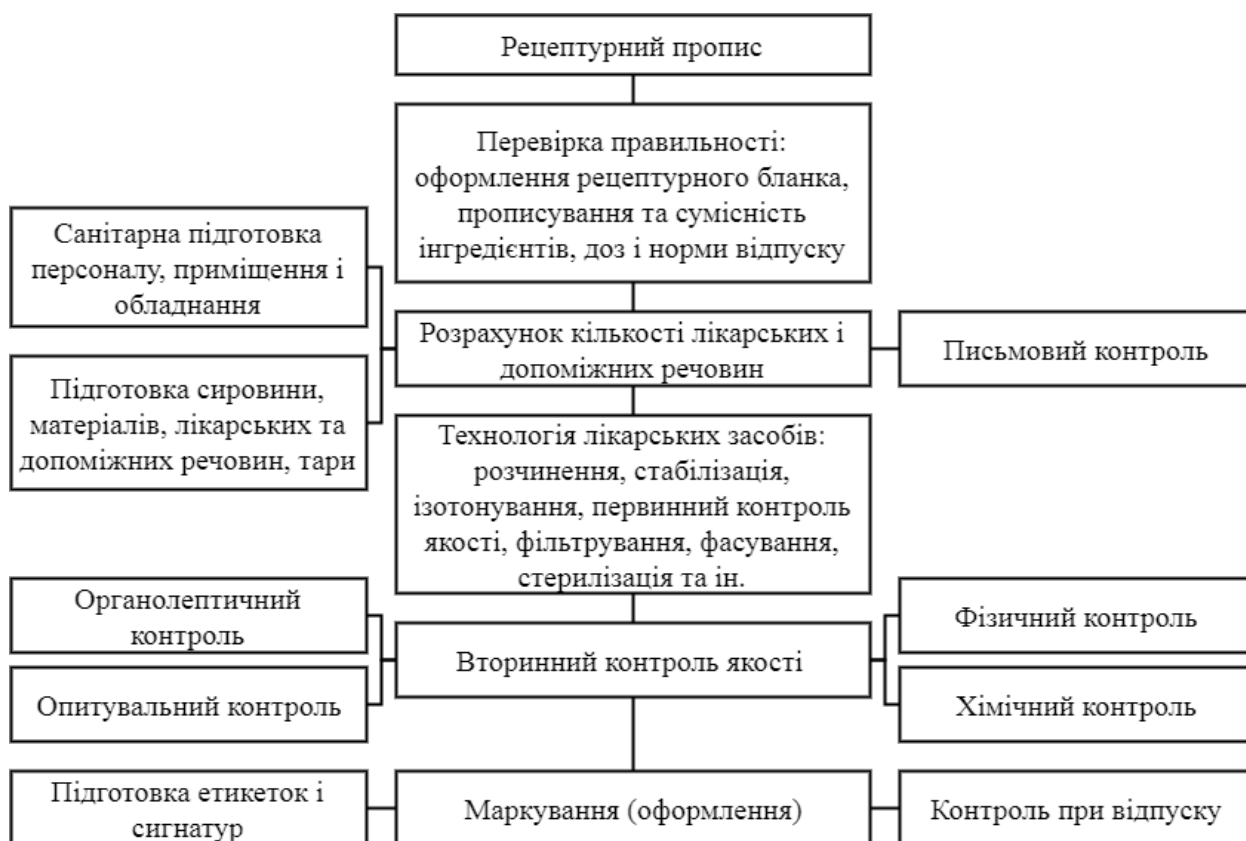 Рецептурний пропис
Перевірка правильності:
оформлення рецептурного бланка,
прописування та сумісність
інгредієнтів, доз і норми відпуску
Санітарна підготовка
персоналу, приміщення і
обладнання
Підготовка сировини,
матеріалів, лікарських та
допоміжних речовин, тари
Розрахунок кількості лікарських і
допоміжних речовин
Письмовий контроль
Технологія лікарських засобів:
розчинення, стабілізація,
ізотонування, первинний контроль
якості, фільтрування, фасування,
стерилізація та ін.
Органолептичний
контроль
Опитувальний контроль
Вторинний контроль якості
Фізичний контроль
Хімічний контроль
Підготовка етикеток і
сигнатур
Маркування (оформлення)
Контроль при відпуску